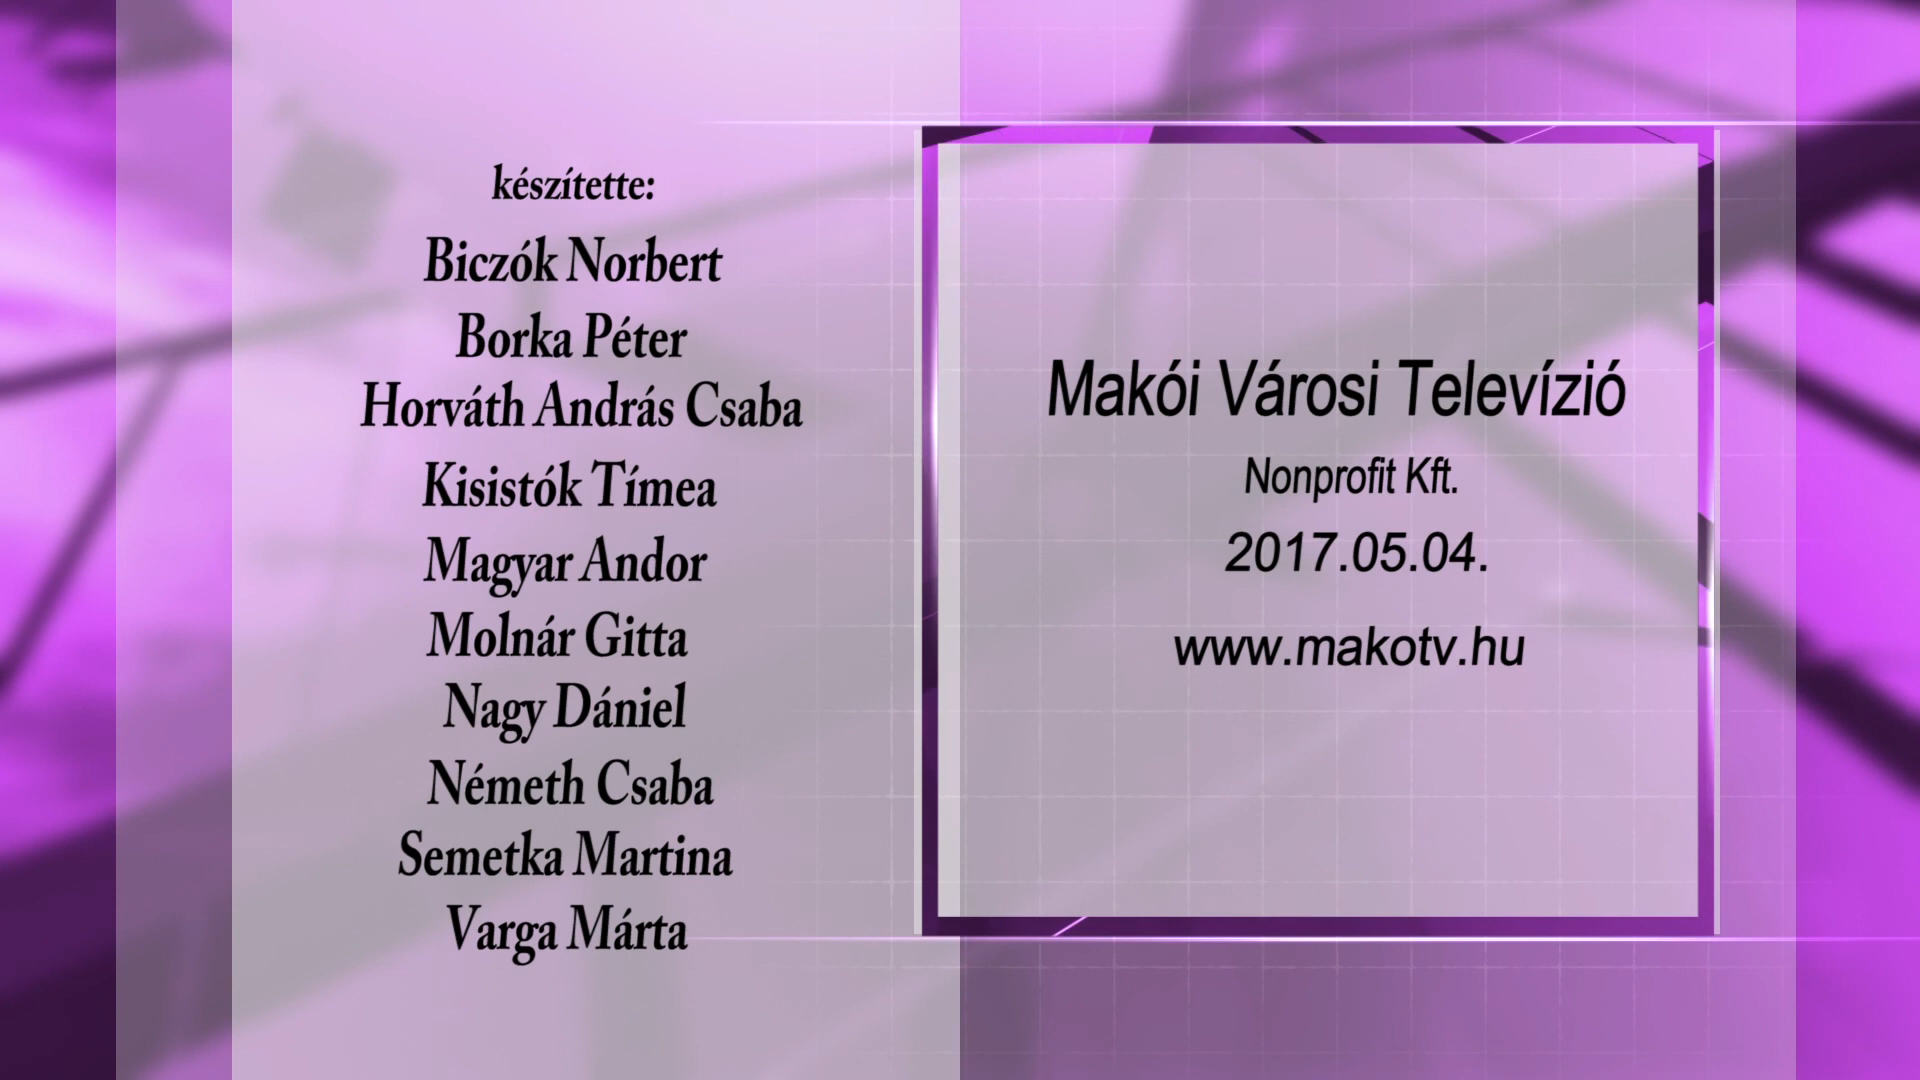 készítette:
Biczók Norbert
Borka Péter
Horváth András Csaba
Kisistók Tímea
Magyar Andor
Molnár Gitta
Nagy Dániel
Németh Csaba
Semetka Martina
Varga Márta
Makói Városi Televízió
Nonprofit Kft.
2017.05.04.
www.makotv.hu